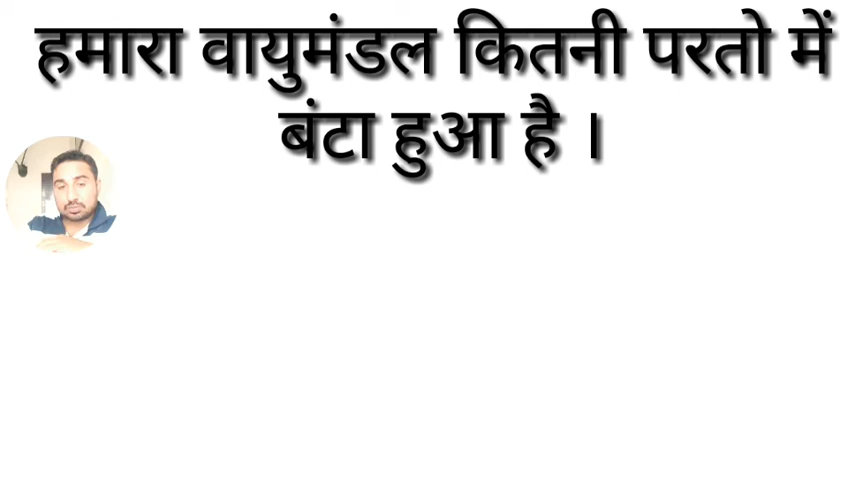 हमारा वायुमंडल कितनी परतो में
बंटा हुआ है ।